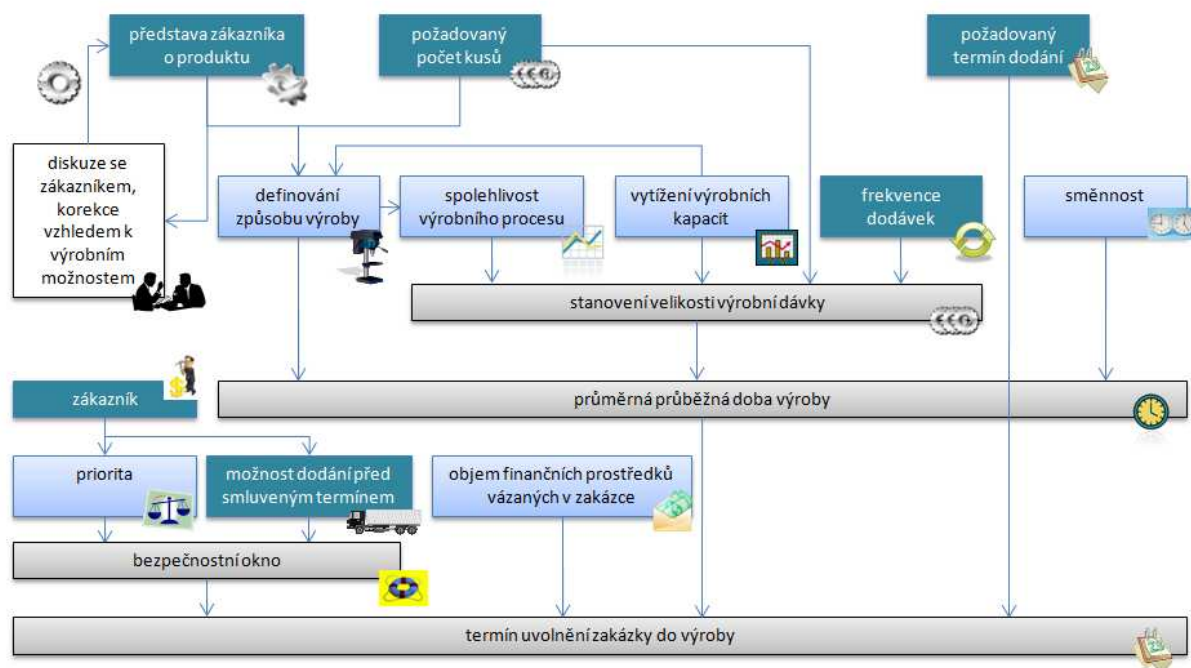 představa zákazníka
o produktu
požadovaný
počet kusů
požadovaný
termín dodání
diskuze se
zákazníkem,
korekce
vzhledem k
výrobním
možnostem
definování
způsobu výroby
spolehlivost
výrobního procesu
vytížení výrobních
kapacit
frekvence
dodávek
směnnost
stanovení velikosti výrobní dávky
zákazník
průměrná průběžná doba výroby
priorita
možnost dodání před
smluveným termínem
objem finančních prostředků
vázaných v zakázce
bezpečnostní okno
termín uvolnění zakázky do výroby